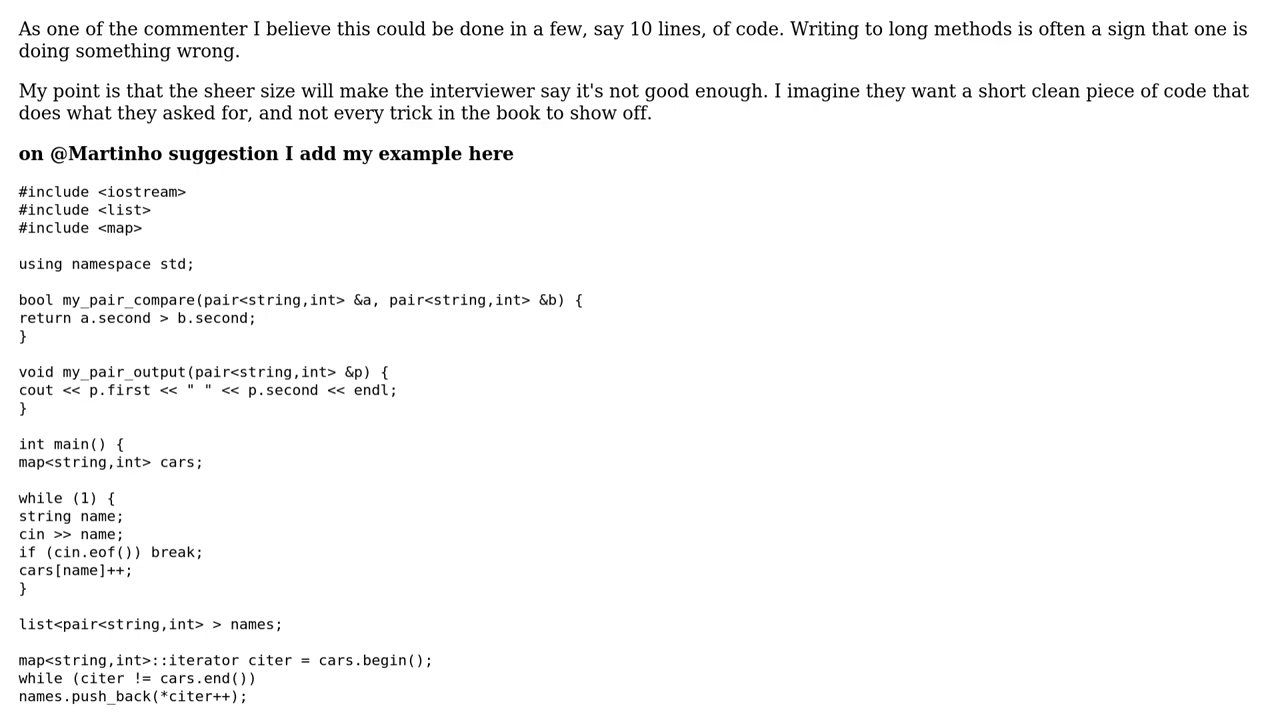 As one of the commenter I believe this could be done in a few, say 10 lines, of code. Writing to long methods is often a sign that one is
doing something wrong.
My point is that the sheer size will make the interviewer say it's not good enough. I imagine they want a short clean piece of code that
does what they asked for, and not every trick in the book to show off.
on @Martinho suggestion I add my example here
#include <iostream>
#include <list>
#include <map>
using namespace std;
bool my_pair_compare(pair<string,int> &a, pair<string,int> &b) {
return a.second > b.second;
}
void my_pair_output(pair<string,int> &p) {
cout << p.first << " " << p.second << endl;
}
int main() {
map<string,int> cars;
while (1) {
string name;
cin >> name;
if (cin.eof()) break;
cars[name]++;
}
list<pair<string,int> > names;
map<string,int>::iterator citer = cars.begin();
while (citer != cars.end())
names.push_back(*citer++);